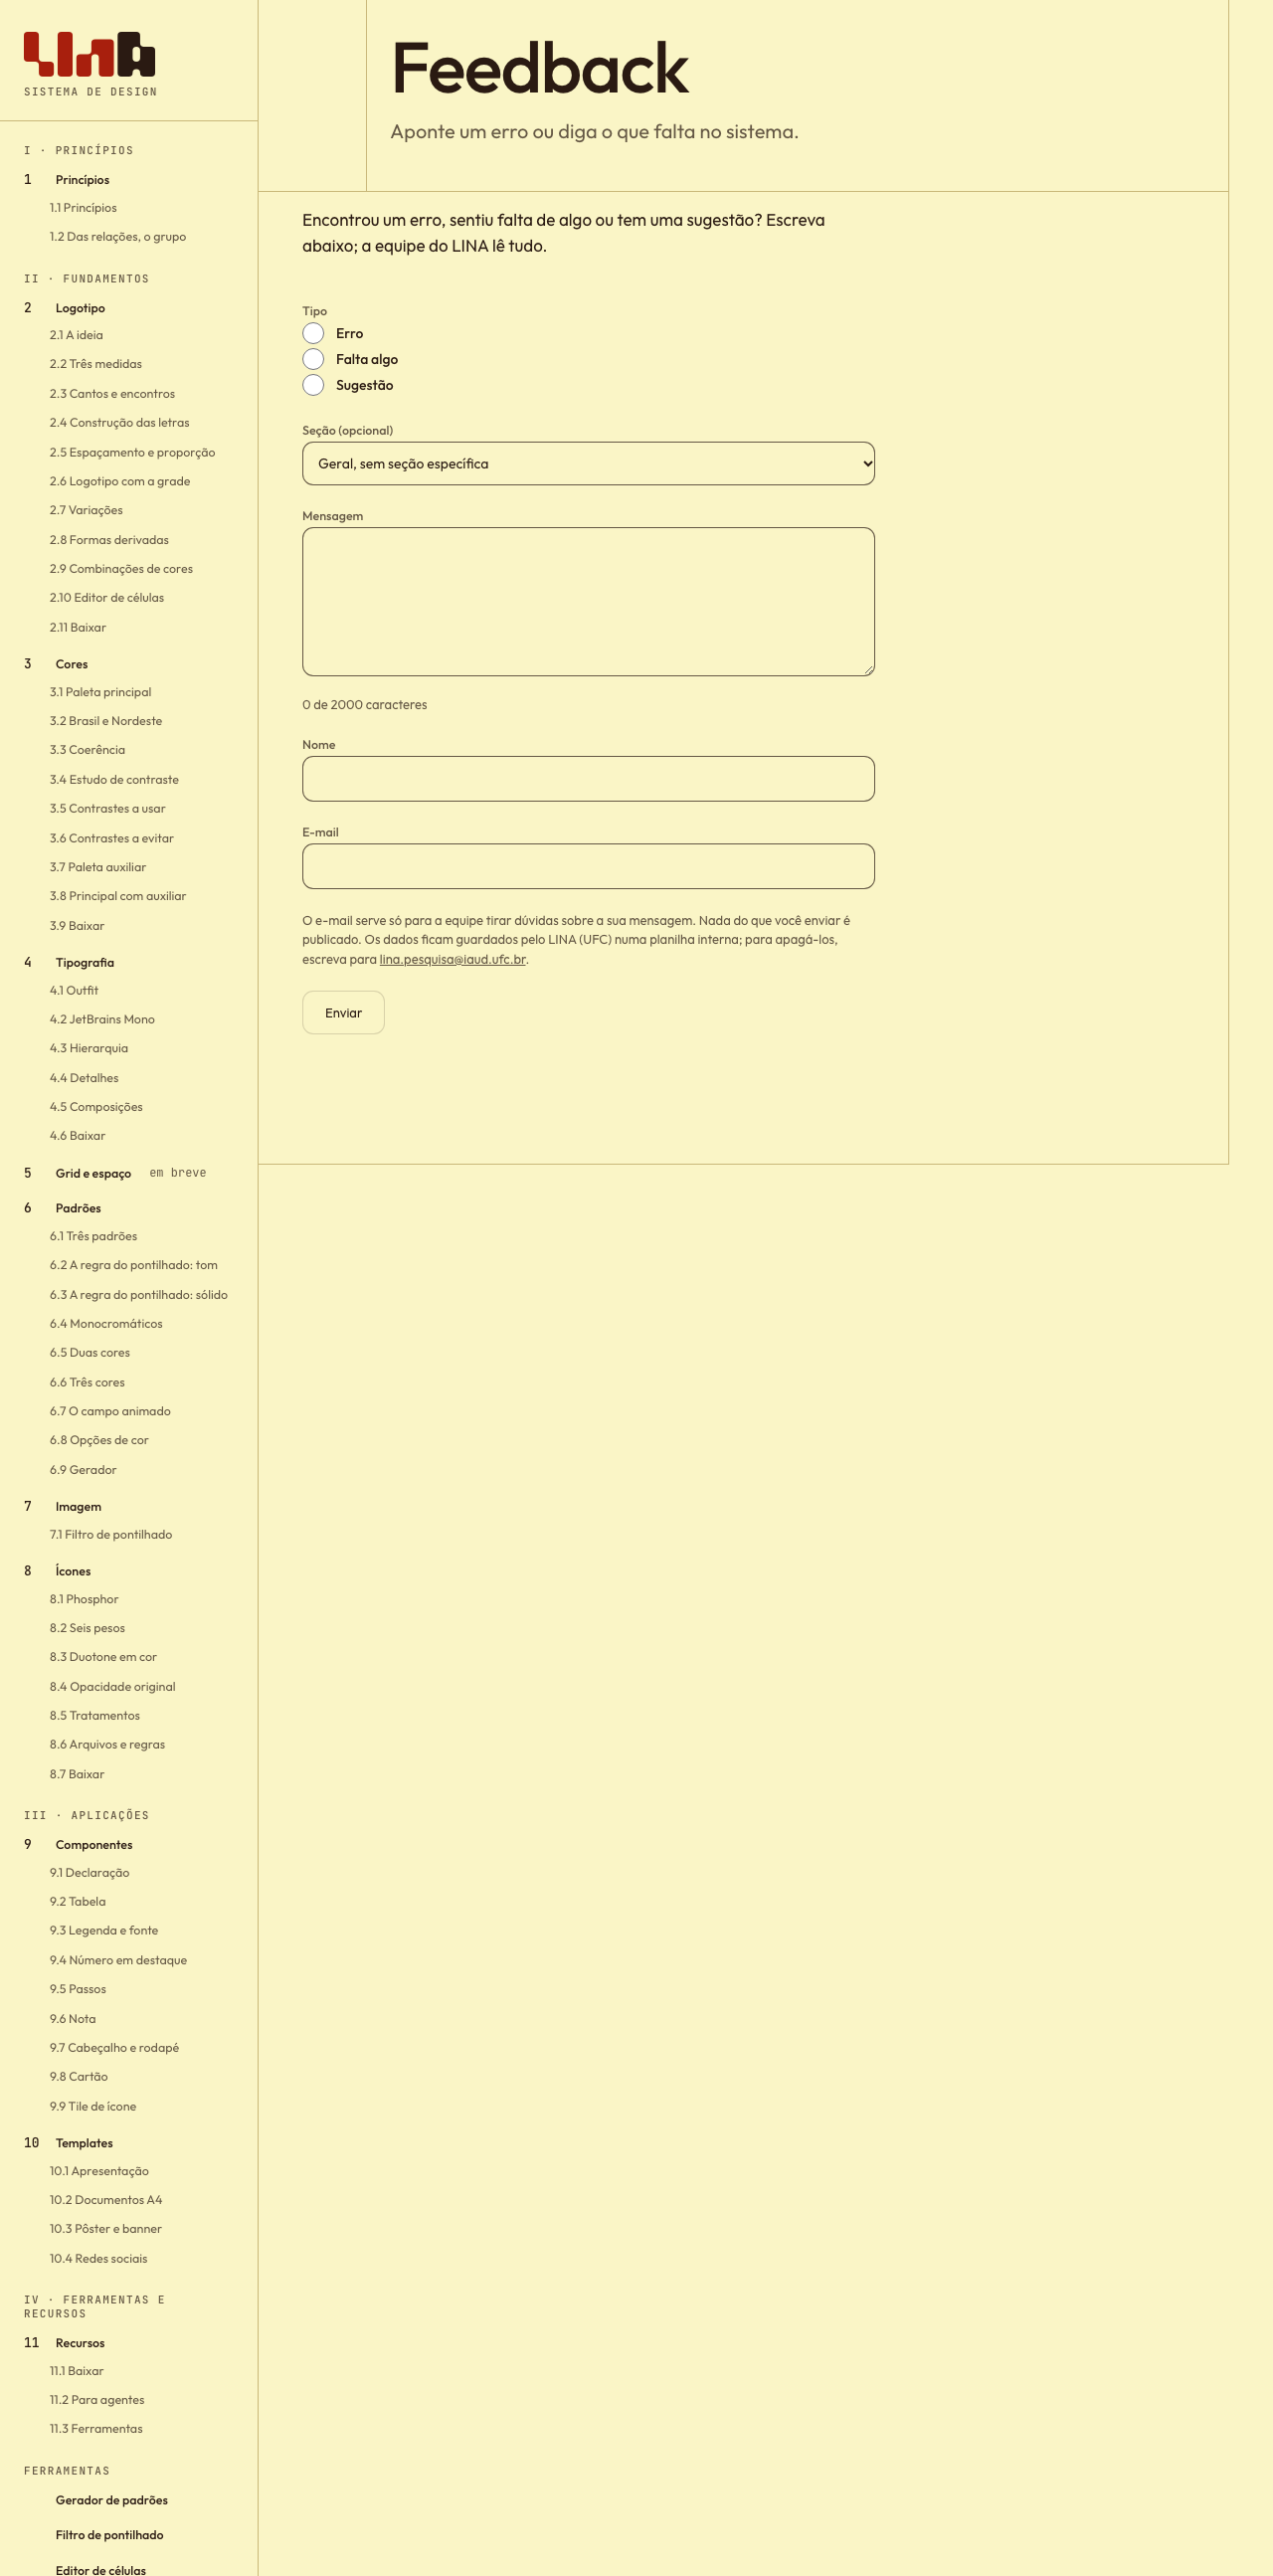 LINA
SISTEMA DE DESIGN
I · PRINCÍPIOS
1 Princípios
1.1 Princípios
1.2 Das relações, o grupo
II · FUNDAMENTOS
2 Logotipo
2.1 A ideia
2.2 Três medidas
2.3 Cantos e encontros
2.4 Construção das letras
2.5 Espaçamento e proporção
2.6 Logotipo com a grade
2.7 Variações
2.8 Formas derivadas
2.9 Combinações de cores
2.10 Editor de células
2.11 Baixar
3 Cores
3.1 Paleta principal
3.2 Brasil e Nordeste
3.3 Coerência
3.4 Estudo de contraste
3.5 Contrastes a usar
3.6 Contrastes a evitar
3.7 Paleta auxiliar
3.8 Principal com auxiliar
3.9 Baixar
4 Tipografia
4.1 Outfit
4.2 JetBrains Mono
4.3 Hierarquia
4.4 Detalhes
4.5 Composições
4.6 Baixar
5 Grid e espaço em breve
6 Padrões
6.1 Três padrões
6.2 A regra do pontilhado: tom
6.3 A regra do pontilhado: sólido
6.4 Monocromáticos
6.5 Duas cores
6.6 Três cores
6.7 O campo animado
6.8 Opções de cor
6.9 Gerador
7 Imagem
7.1 Filtro de pontilhado
8 Ícones
8.1 Phosphor
8.2 Seis pesos
8.3 Duotone em cor
8.4 Opacidade original
8.5 Tratamentos
8.6 Arquivos e regras
8.7 Baixar
III · APLICAÇÕES
9 Componentes
9.1 Declaração
9.2 Tabela
9.3 Legenda e fonte
9.4 Número em destaque
9.5 Passos
9.6 Nota
9.7 Cabeçalho e rodapé
9.8 Cartão
9.9 Tile de ícone
10 Templates
10.1 Apresentação
10.2 Documentos A4
10.3 Pôster e banner
10.4 Redes sociais
IV · FERRAMENTAS E
RECURSOS
11 Recursos
11.1 Baixar
11.2 Para agentes
11.3 Ferramentas
FERRAMENTAS
Gerador de padrões
Filtro de pontilhado
Editor de células
Feedback
Aponte um erro ou diga o que falta no sistema.
Encontrou um erro, sentiu falta de algo ou tem uma sugestão? Escreva
abaixo; a equipe do LINA lê tudo.
Tipo
Erro
Falta algo
Sugestão
Seção (opcional)
Geral, sem seção específica
Mensagem
0 de 2000 caracteres
Nome
E-mail
O e-mail serve só para a equipe tirar dúvidas sobre a sua mensagem. Nada do que você enviar é
publicado. Os dados ficam guardados pelo LINA (UFC) numa planilha interna; para apagá-los,
escreva para lina.pesquisa@iaud.ufc.br.
Enviar